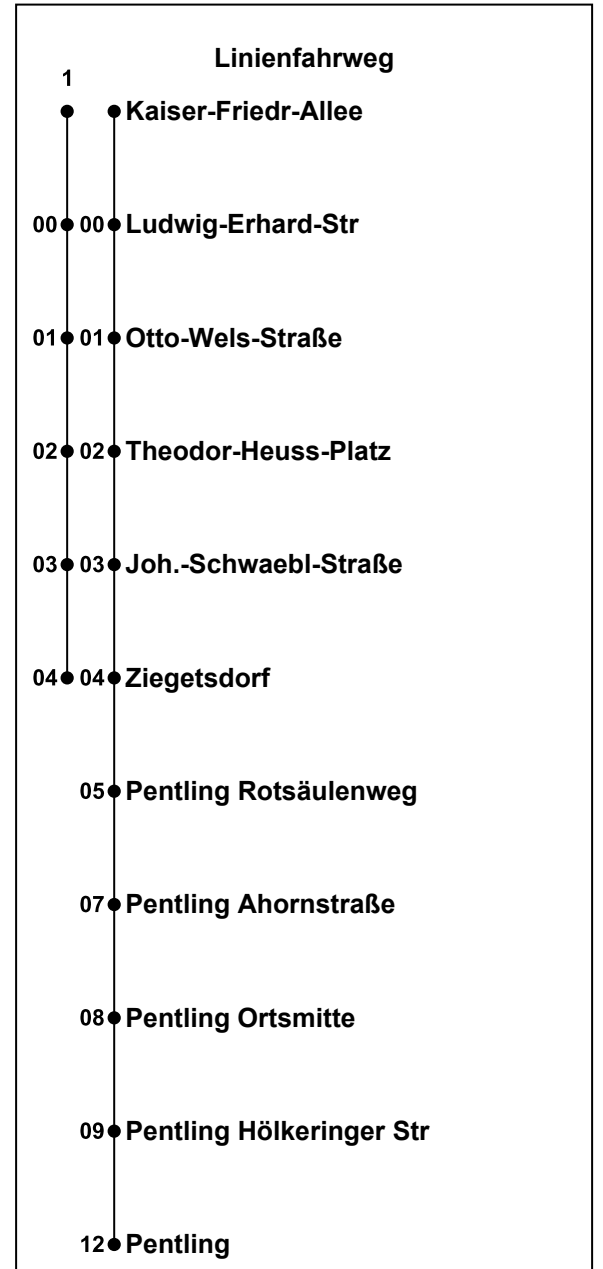 Linienfahrweg
1
Kaiser-Friedr-Allee
00 00 Ludwig-Erhard-Str
01 01 Otto-Wels-Straße
02 02 Theodor-Heuss-Platz
03 03 Joh.-Schwaebl-Straße
04 04 Ziegetsdorf
05 Pentling Rotsäulenweg
07 Pentling Ahornstraße
08 Pentling Ortsmitte
09 Pentling Hölkeringer Str
12 Pentling